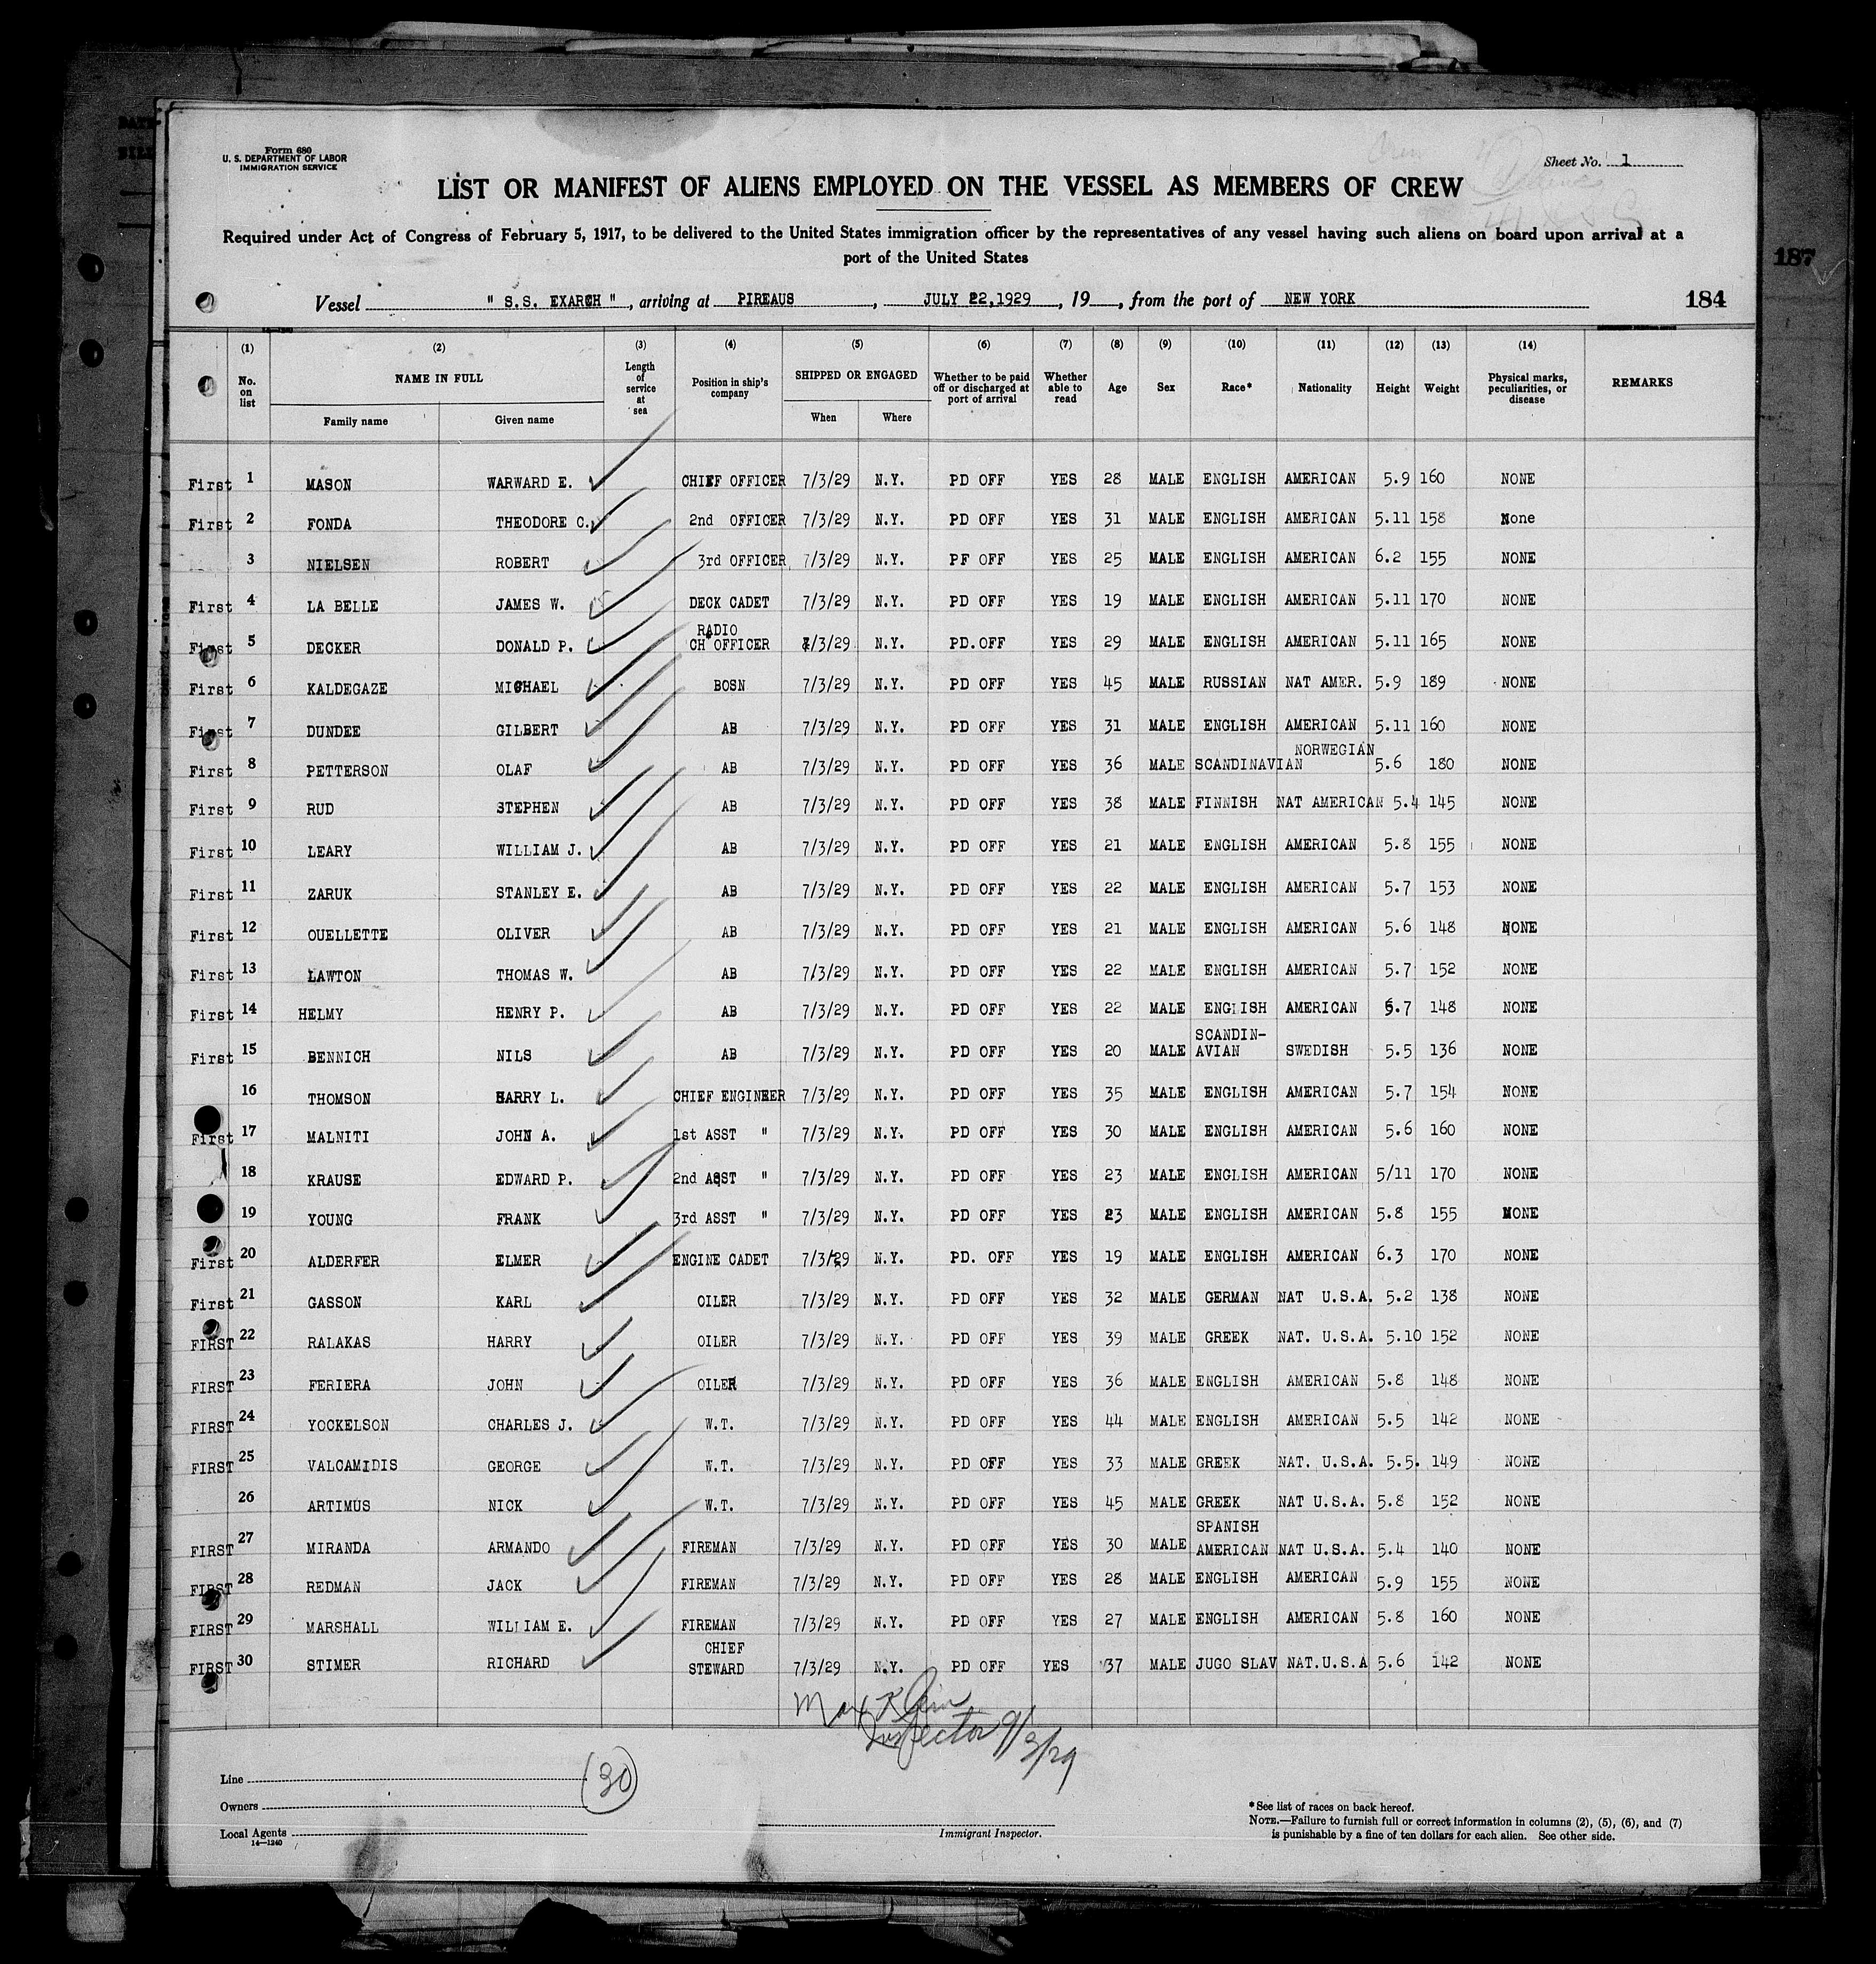 Form 680
U. S. DEPARTMENT OF LABOR
IMMIGRATION SERVICE
Sheet No. 1
LIST OR MANIFEST OF ALIENS EMPLOYED ON THE VESSEL AS MEMBERS OF CREW
Required under Act of Congress of February 5, 1917, to be delivered to the United States immigration officer by the representatives of any vessel having such aliens on board upon arrival at a
port of the United States
187
Vessel " S.S. EXARCH ", arriving at PIREAUS, JULY 22,1929, 19, from the port of NEW YORK
184
(1) (2) (3) (4) (5) (6) (7) (8) (9) (10) (11) (12) (13) (14)
No. on list NAME IN FULL Family name Given name Length of service at sea Position in ship's company SHIPPED OR ENGAGED When Where Whether to be paid off or discharged at port of arrival Whether able to read Age Sex Race* Nationality Height Weight Physical marks, peculiarities, or disease REMARKS
First 1 MASON WARWARD E. CHIEF OFFICER 7/3/29 N.Y. PD OFF YES 28 MALE ENGLISH AMERICAN 5.9 160 NONE
First 2 FONDA THEODORE C. 2nd OFFICER 7/3/29 N.Y. PD OFF YES 31 MALE ENGLISH AMERICAN 5.11 158 None
3 NIELSEN ROBERT 3rd OFFICER 7/3/29 N.Y. PF OFF YES 25 MALE ENGLISH AMERICAN 6.2 155 NONE
First 4 LA BELLE JAMES W. DECK CADET 7/3/29 N.Y. PD OFF YES 19 MALE ENGLISH AMERICAN 5.11 170 NONE
First 5 DECKER DONALD P. CH RADIO OFFICER 7/3/29 N.Y. PD.OFF YES 29 MALE ENGLISH AMERICAN 5.11 165 NONE
First 6 KALDEGAZE MICHAEL BOSN 7/3/29 N.Y. PD OFF YES 45 MALE RUSSIAN NAT AMER. 5.9 189 NONE
First 7 DUNDEE GILBERT AB 7/3/29 N.Y. PD OFF YES 31 MALE ENGLISH AMERICAN 5.11 160 NONE
First 8 PETTERSON OLAF AB 7/3/29 N.Y. PD OFF YES 36 MALE SCANDINAVIAN NORWEGIAN 5.6 180 NONE
First 9 RUD STEPHEN AB 7/3/29 N.Y. PD OFF YES 38 MALE FINNISH NAT AMERICAN 5.4 145 NONE
First 10 LEARY WILLIAM J. AB 7/3/29 N.Y. PD OFF YES 21 MALE ENGLISH AMERICAN 5.8 155 NONE
First 11 ZARUK STANLEY E. AB 7/3/29 N.Y. PD OFF YES 22 MALE ENGLISH AMERICAN 5.7 153 NONE
First 12 OUELLETTE OLIVER AB 7/3/29 N.Y. PD OFF YES 21 MALE ENGLISH AMERICAN 5.6 148 NONE
First 13 LAWTON THOMAS W. AB 7/3/29 N.Y. PD OFF YES 22 MALE ENGLISH AMERICAN 5.7 152 NONE
First 14 HELMY HENRY P. AB 7/3/29 N.Y. PD OFF YES 22 MALE ENGLISH AMERICAN 5.7 148 NONE
First 15 BENNICH NILS AB 7/3/29 N.Y. PD OFF YES 20 MALE SCANDIN-AVIAN SWEDISH 5.5 136 NONE
16 THOMSON HARRY L. CHIEF ENGINEER 7/3/29 N.Y. PD OFF YES 35 MALE ENGLISH AMERICAN 5.7 154 NONE
First 17 MALNITI JOHN A. 1st ASST " 7/3/29 N.Y. PD OFF YES 30 MALE ENGLISH AMERICAN 5.6 160 NONE
18 KRAUSE EDWARD P. 2nd ASST " 7/3/29 N.Y. PD OFF YES 23 MALE ENGLISH AMERICAN 5/11 170 NONE
19 YOUNG FRANK 3rd ASST " 7/3/29 N.Y. PD OFF YES 23 MALE ENGLISH AMERICAN 5.8 155 NONE
First 20 ALDERFER ELMER ENGINE CADET 7/3/29 N.Y. PD. OFF YES 19 MALE ENGLISH AMERICAN 6.3 170 NONE
First 21 GASSON KARL OILER 7/3/29 N.Y. PD OFF YES 32 MALE GERMAN NAT U.S.A. 5.2 138 NONE
FIRST 22 RALAKAS HARRY OILER 7/3/29 N.Y. PD OFF YES 39 MALE GREEK NAT. U.S.A. 5.10 152 NONE
FIRST 23 FERIERA JOHN OILER 7/3/29 N.Y. PD OFF YES 36 MALE ENGLISH AMERICAN 5.8 148 NONE
FIRST 24 YOCKELSON CHARLES J. W.T. 7/3/29 N.Y. PD OFF YES 44 MALE ENGLISH AMERICAN 5.5 142 NONE
FIRST 25 VALCAMIDIS GEORGE W.T. 7/3/29 N.Y. PD OFF YES 33 MALE GREEK NAT. U.S.A. 5.5. 149 NONE
26 ARTIMUS NICK W.T. 7/3/29 N.Y. PD OFF YES 45 MALE GREEK NAT U.S.A. 5.8 152 NONE
FIRST 27 MIRANDA ARMANDO FIREMAN 7/3/29 N.Y. PD OFF YES 30 MALE SPANISH AMERICAN NAT U.S.A. 5.4 140 NONE
FIRST 28 REDMAN JACK FIREMAN 7/3/29 N.Y. PD OFF YES 28 MALE ENGLISH AMERICAN 5.9 155 NONE
FIRST 29 MARSHALL WILLIAM E. FIREMAN 7/3/29 N.Y. PD OFF YES 27 MALE ENGLISH AMERICAN 5.8 160 NONE
FIRST 30 STIMER RICHARD CHIEF STEWARD 7/3/29 N.Y. PD OFF YES 37 MALE JUGO SLAV NAT.U.S.A 5.6 142 NONE
Max Klein
Inspector 9/3/29
Line
30
Owners
Local Agents
14—1240
Immigrant Inspector.
*See list of races on back hereof.
NOTE.—Failure to furnish full or correct information in columns (2), (5), (6), and (7)
is punishable by a fine of ten dollars for each alien. See other side.